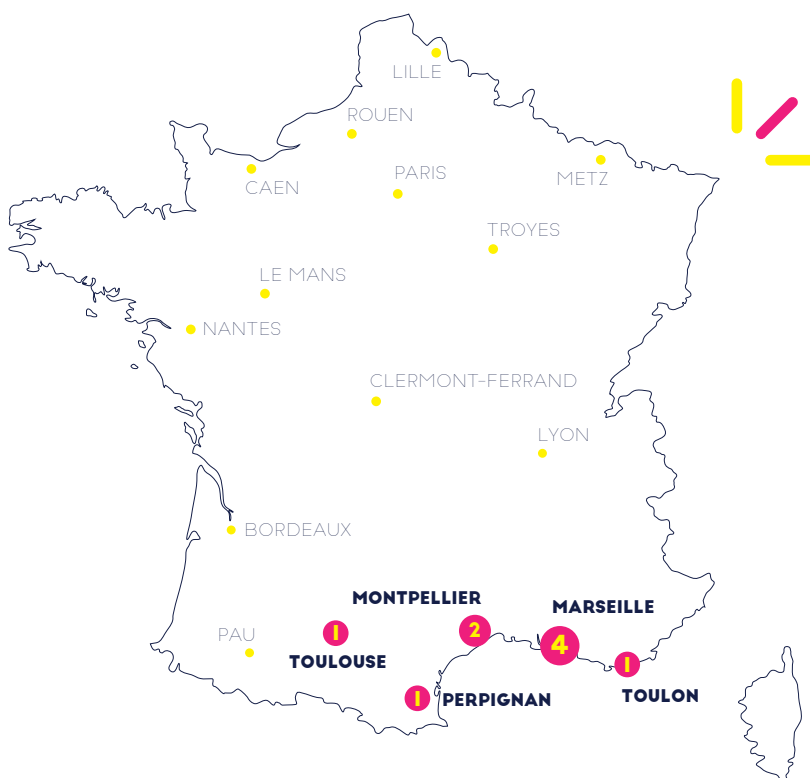 LILLE
ROUEN
PARIS
METZ
CAEN
TROYES
LE MANS
NANTES
CLERMONT-FERRAND
LYON
BORDEAUX
MONTPELLIER
MARSEILLE
PAU
1
2
4
TOULOUSE
1
TOULON
1
PERPIGNAN